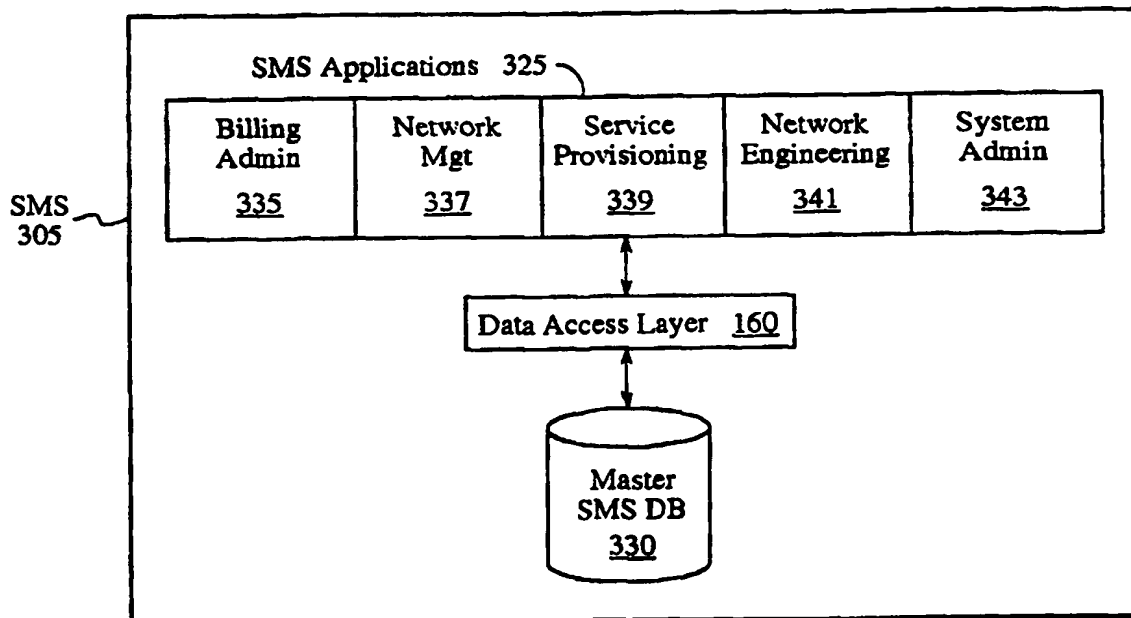 SMS Applications 325
Billing
Admin
335
Network
Mgt
337
Service
Provisioning
339
Network
Engineering
341
System
Admin
343
SMS
305
Data Access Layer 160
Master
SMS DB
330